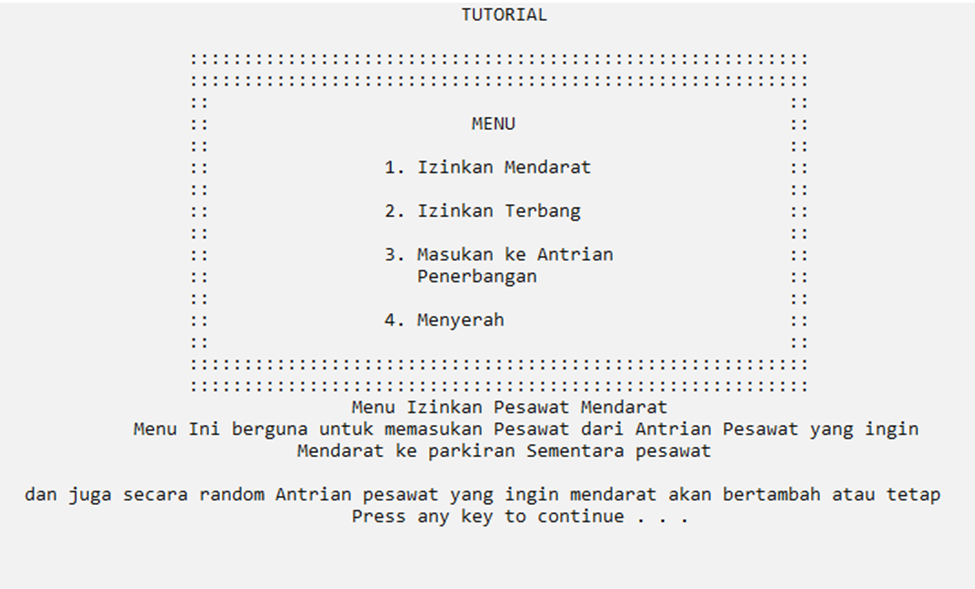 TUTORIAL
:::::::::::::::::::::::::::::::::::::::::::::::::::::::::
:::::::::::::::::::::::::::::::::::::::::::::::::::::::::
:: ::
:: MENU ::
:: ::
:: 1. Izinkan Mendarat ::
:: ::
:: 2. Izinkan Terbang ::
:: ::
:: 3. Masukan ke Antrian ::
:: Penerbangan ::
:: ::
:: 4. Menyerah ::
:: ::
:::::::::::::::::::::::::::::::::::::::::::::::::::::::::
:::::::::::::::::::::::::::::::::::::::::::::::::::::::::
Menu Izinkan Pesawat Mendarat
Menu Ini berguna untuk memasukan Pesawat dari Antrian Pesawat yang ingin
Mendarat ke parkiran Sementara pesawat
dan juga secara random Antrian pesawat yang ingin mendarat akan bertambah atau tetap
Press any key to continue . . .